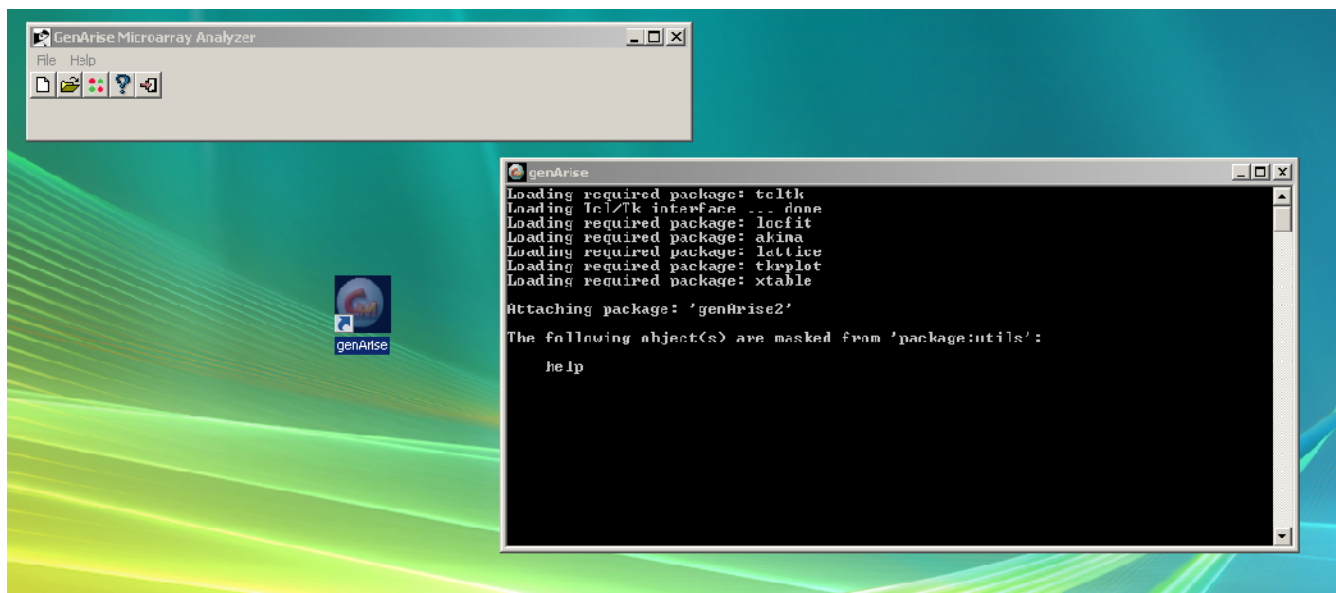 GenArise Microarray Analyzer
File Help
genArise
genArise
Loading required package: tcltk
Loading Tcl/Tk interface ... done
Loading required package: locfit
Loading required package: akima
Loading required package: lattice
Loading required package: tkrplot
Loading required package: xtable
Attaching package: 'genArise2'
The following object(s) are masked from 'package:utils':
help